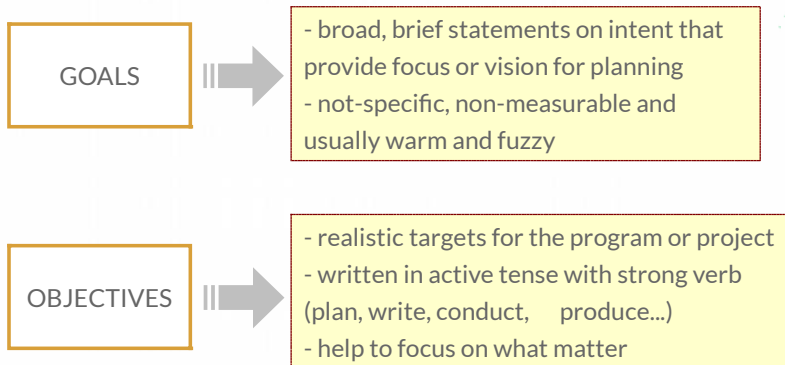 GOALS
- broad, brief statements on intent that
provide focus or vision for planning
- not-specific, non-measurable and
usually warm and fuzzy
OBJECTIVES
- realistic targets for the program or project
- written in active tense with strong verb
(plan, write, conduct, produce...)
- help to focus on what matter